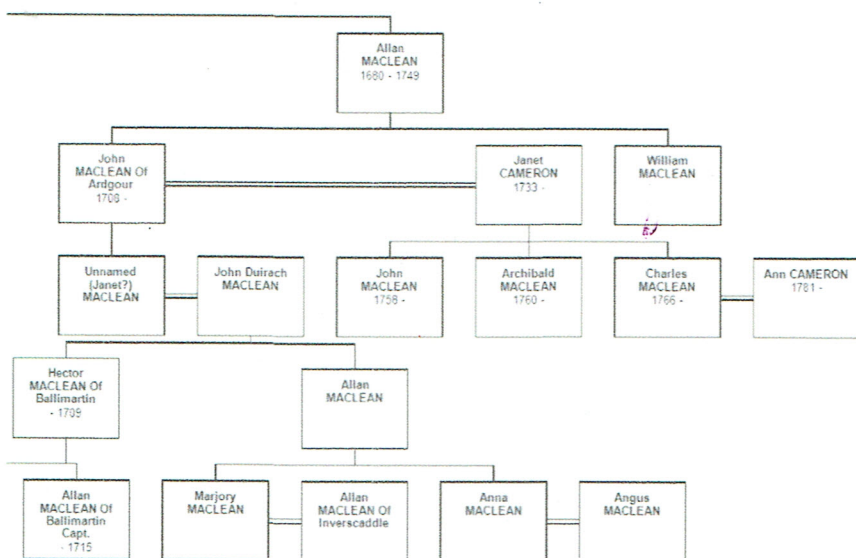 Allan
MACLEAN
1680 - 1749
John
MACLEAN Of
Ardgour
1708 -
Janet
CAMERON
1733 -
William
MACLEAN
Unnamed
(Janet?)
MACLEAN
John Duirach
MACLEAN
John
MACLEAN
1758 -
Archibald
MACLEAN
1760 -
Charles
MACLEAN
1766 -
Ann CAMERON
1781 -
Hector
MACLEAN Of
Ballimartin
- 1709
Allan
MACLEAN
Allan
MACLEAN Of
Ballimartin
Capt.
- 1715
Marjory
MACLEAN
Allan
MACLEAN Of
Inverscaddle
Anna
MACLEAN
Angus
MACLEAN